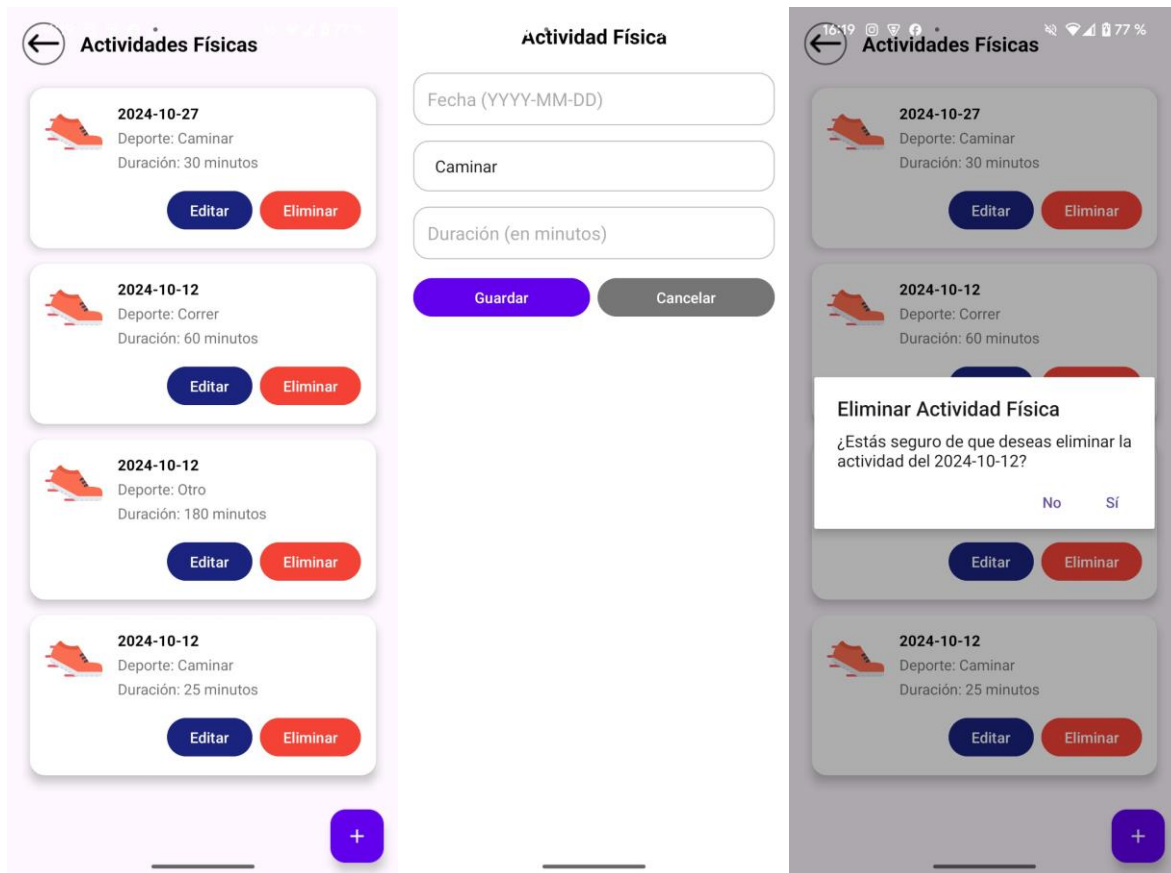 Actividades Físicas
2024-10-27
Deporte: Caminar
Duración: 30 minutos
Editar Eliminar
2024-10-12
Deporte: Correr
Duración: 60 minutos
Editar Eliminar
2024-10-12
Deporte: Otro
Duración: 180 minutos
Editar Eliminar
2024-10-12
Deporte: Caminar
Duración: 25 minutos
Editar Eliminar
+
Actividad Física
Fecha (YYYY-MM-DD)
Caminar
Duración (en minutos)
Guardar Cancelar
16:19 77 %
Actividades Físicas
2024-10-27
Deporte: Caminar
Duración: 30 minutos
Editar Eliminar
2024-10-12
Deporte: Correr
Duración: 60 minutos
Eliminar Actividad Física
¿Estás seguro de que deseas eliminar la
actividad del 2024-10-12?
No Sí
Editar Eliminar
2024-10-12
Deporte: Caminar
Duración: 25 minutos
Editar Eliminar
+